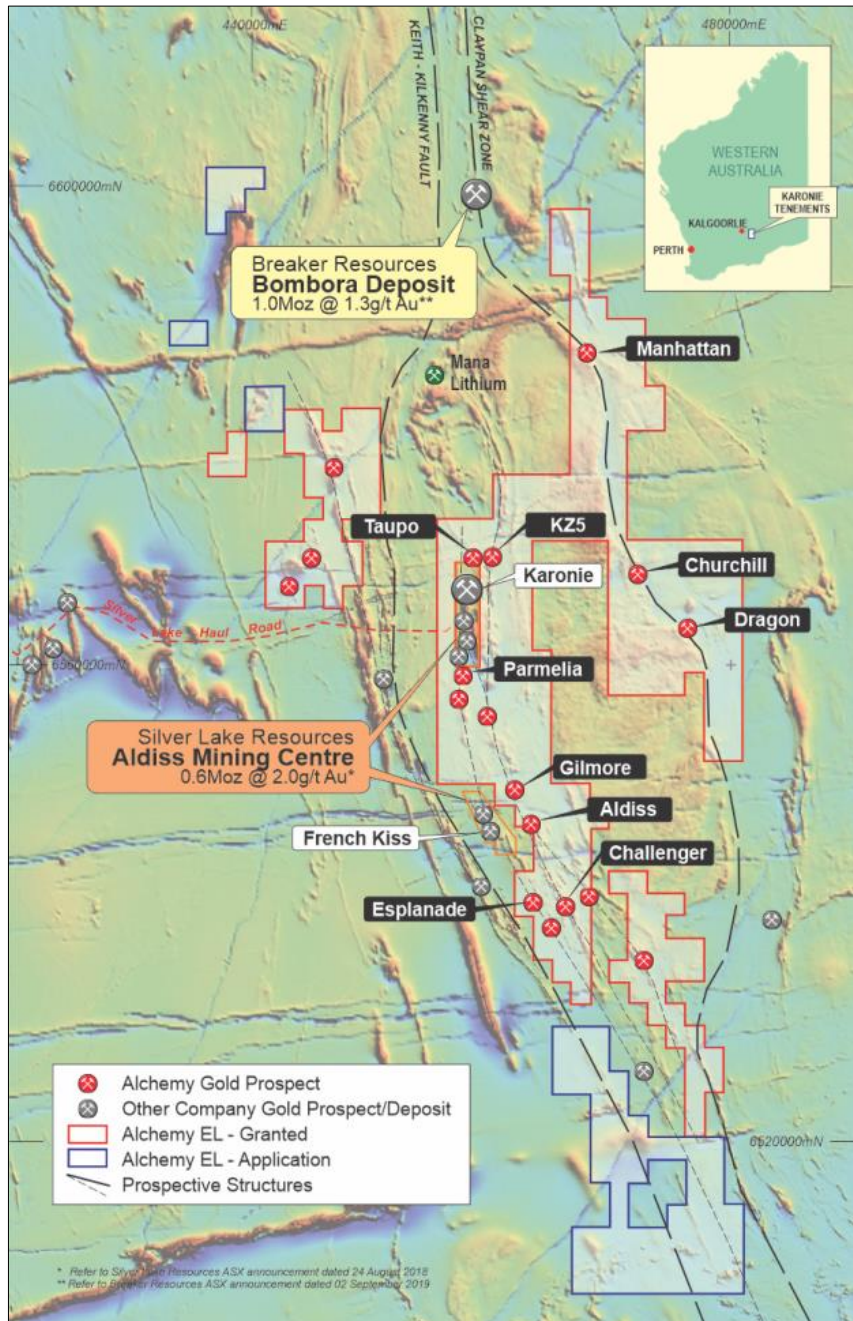 440000mE
480000mE
KEITH - KILKENNY FAULT
CLAYPAN SHEAR ZONE
WESTERN
AUSTRALIA
KARONIE
TENEMENTS
KALGOORLIE
PERTH
6600000mN
Breaker Resources
Bombora Deposit
1.0Moz @ 1.3g/t Au**
Manhattan
Mana
Lithium
Taupo
KZ5
Karonie
Churchill
Silver Lake Haul Road
Dragon
6560000mN
Parmelia
Silver Lake Resources
Aldiss Mining Centre
0.6Moz @ 2.0g/t Au*
Gilmore
Aldiss
French Kiss
Challenger
Esplanade
Alchemy Gold Prospect
Other Company Gold Prospect/Deposit
Alchemy EL - Granted
Alchemy EL - Application
Prospective Structures
6520000mN
* Refer to Silver Lake Resources ASX announcement dated 24 August 2018
** Refer to Breaker Resources ASX announcement dated 02 September 2019